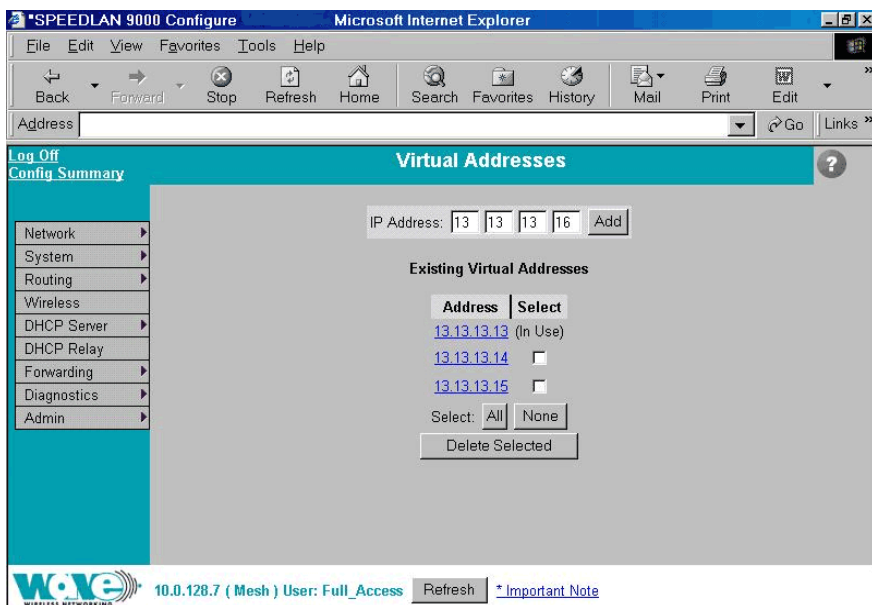 "SPEEDLAN 9000 Configure Microsoft Internet Explorer
File Edit View Favorites Tools Help
Back Forward Stop Refresh Home Search Favorites History Mail Print Edit »
Address Go Links »
Log Off
Config Summary
Virtual Addresses
?
IP Address: 13 13 13 16 Add
Network
System
Routing
Wireless
DHCP Server
DHCP Relay
Forwarding
Diagnostics
Admin
Existing Virtual Addresses
Address Select
13.13.13.13 (In Use)
13.13.13.14
13.13.13.15
Select: All None
Delete Selected
WAVE
WIRELESS NETWORKING
10.0.128.7 ( Mesh ) User: Full_Access Refresh * Important Note